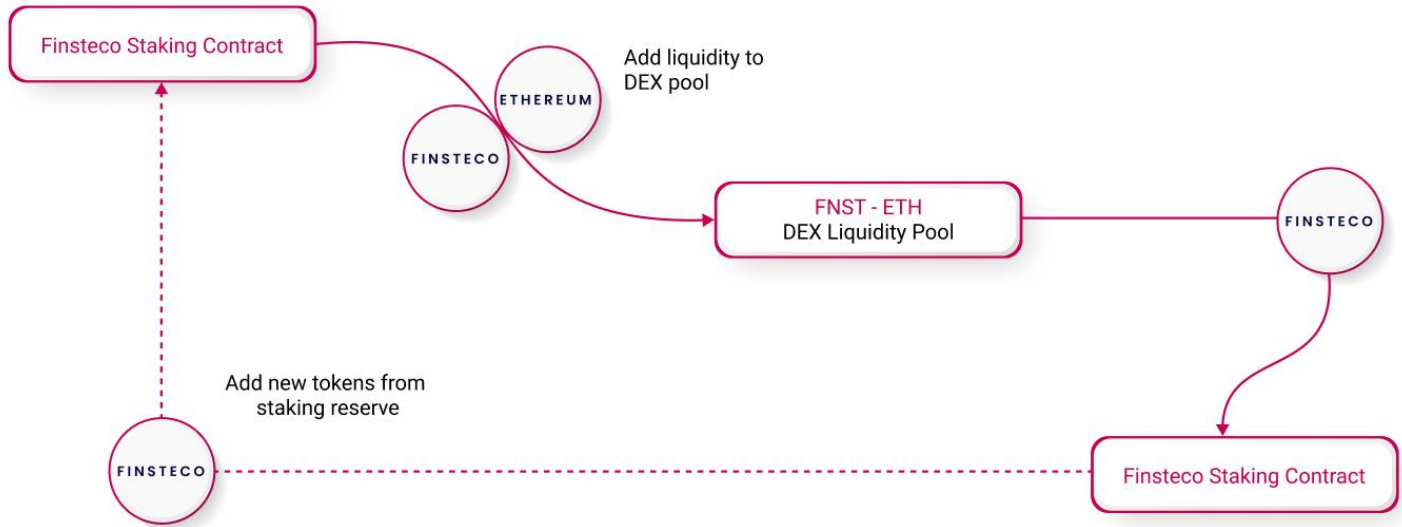 Finsteco Staking Contract
ETHEREUM
Add liquidity to
DEX pool
FINSTECO
FNST - ETH
DEX Liquidity Pool
FINSTECO
Add new tokens from
staking reserve
FINSTECO
Finsteco Staking Contract